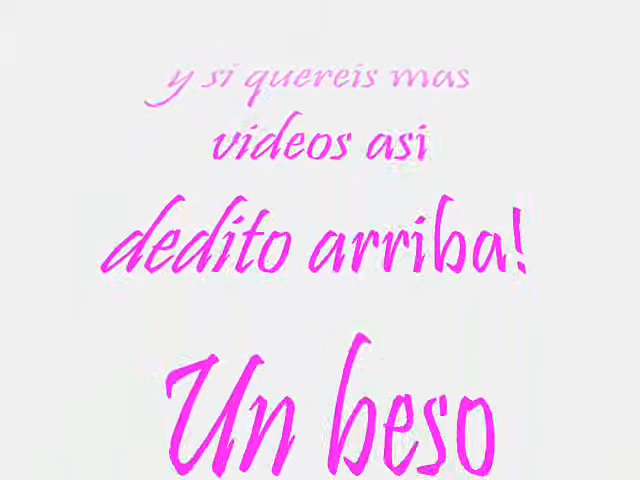 y si quereis mas
videos asi
dedito arriba!
Un beso